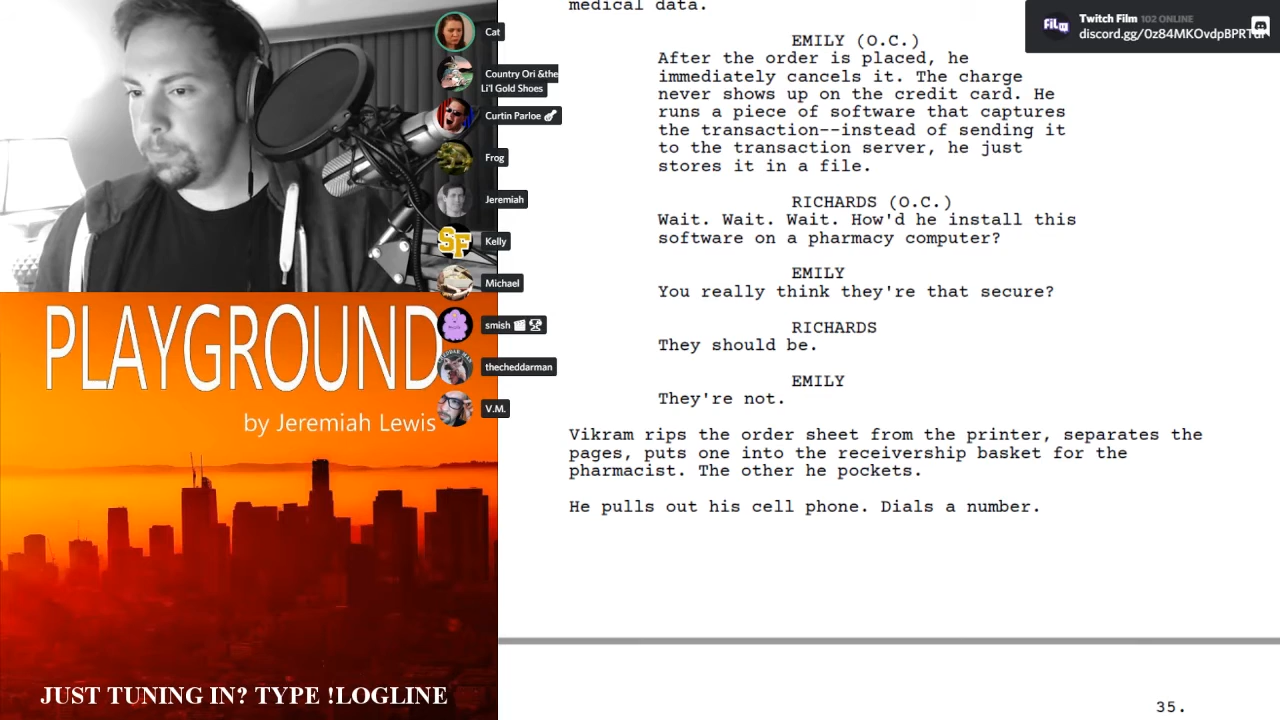 medical data.
EMILY (O.C.)
After the order is placed, he
immediately cancels it. The charge
never shows up on the credit card. He
runs a piece of software that captures
the transaction--instead of sending it
to the transaction server, he just
stores it in a file.
RICHARDS (O.C.)
Wait. Wait. Wait. How'd he install this
software on a pharmacy computer?
EMILY
You really think they're that secure?
RICHARDS
They should be.
EMILY
They're not.
Vikram rips the order sheet from the printer, separates the
pages, puts one into the receivership basket for the
pharmacist. The other he pockets.
He pulls out his cell phone. Dials a number.
35.
Twitch Film 102 ONLINE
Cat
Country Ori &the
Li'l Gold Shoes
Curtin Parloe
Frog
Jeremiah
Kelly
SF
Michael
smish
thecheddarman
V.M.
PLAYGROUND
by Jeremiah Lewis
JUST TUNING IN? TYPE !LOGLINE